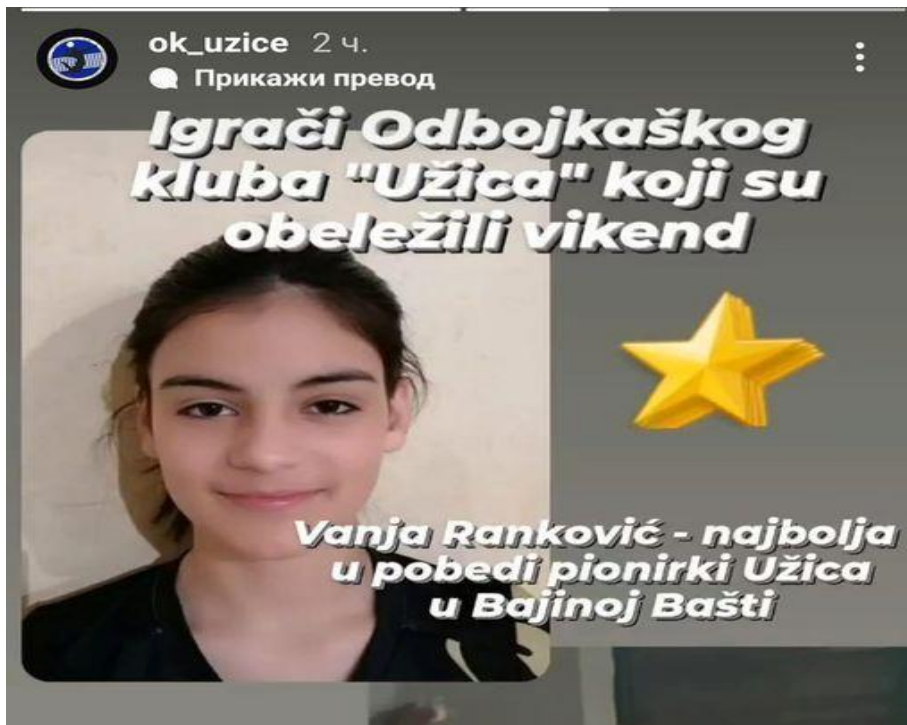 ok_uzice 2 ч.
Прикажи превод
Igrači Odbojkaškog
kluba "Užica" koji su
obeležili vikend
Vanja Ranković - najbolja
u pobedi pionirki Užica
u Bajinoj Bašti